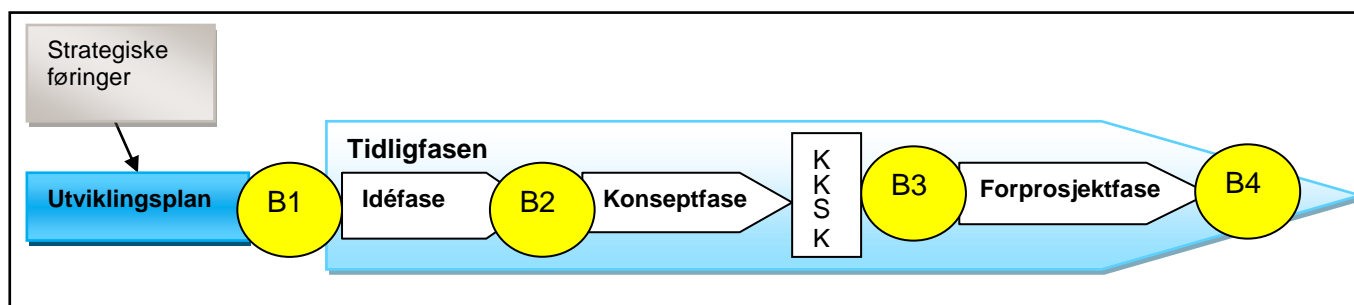 Strategiske
føringer
Utviklingsplan
B1
Tidligfasen
Idéfase
B2
Konseptfase
K
K
S
K
B3
Forprosjektfase
B4